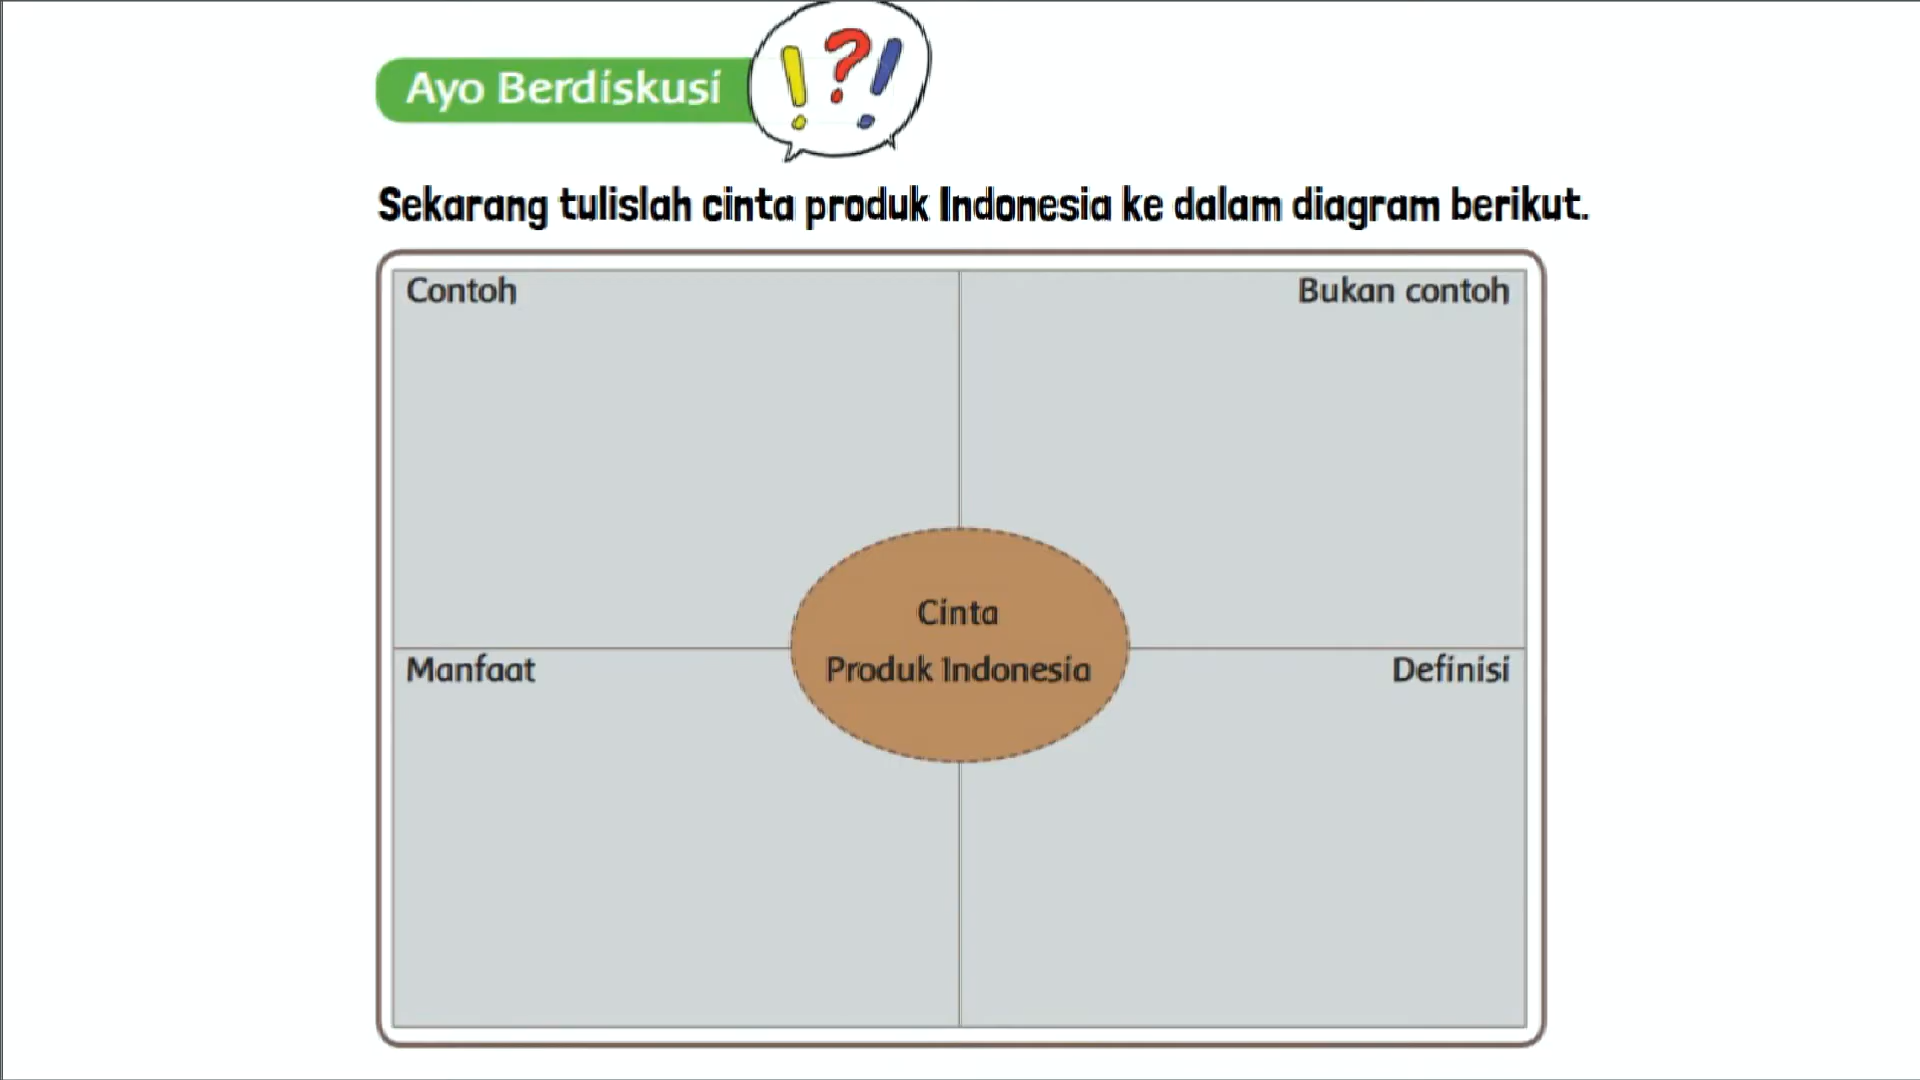 Ayo Berdiskusi
! ? !
Sekarang tulislah cinta produk Indonesia ke dalam diagram berikut.
Contoh
Bukan contoh
Cinta
Produk Indonesia
Manfaat
Definisi